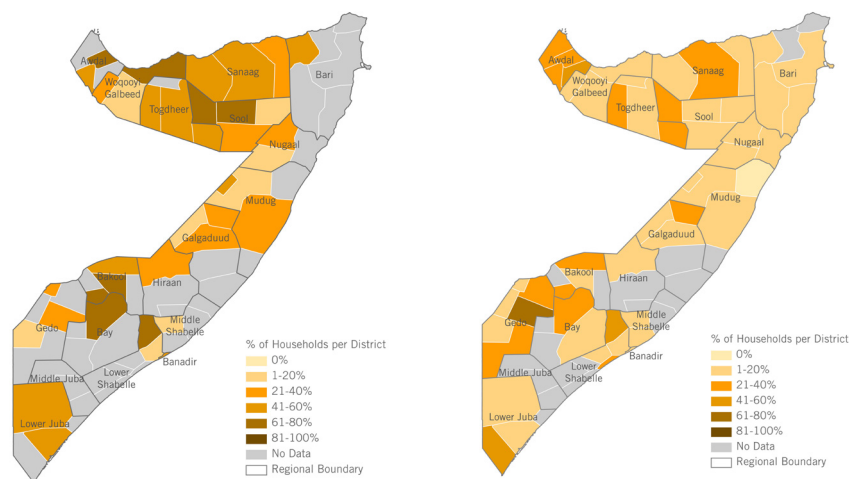 Awdal
Woqooyi
Galbeed
Togdheer
Sanaag
Sool
Bari
Nugaal
Mudug
Galgaduud
Hiraan
Bakool
Gedo
Bay
Middle
Shabelle
Banadir
Lower
Shabelle
Middle Juba
Lower Juba
% of Households per District
0%
1-20%
21-40%
41-60%
61-80%
81-100%
No Data
Regional Boundary
Awdal
Woqooyi
Galbeed
Togdheer
Sanaag
Sool
Bari
Nugaal
Mudug
Galgaduud
Hiraan
Bakool
Gedo
Bay
Middle
Shabelle
Banadir
Lower
Shabelle
Middle Juba
Lower Juba
% of Households per District
0%
1-20%
21-40%
41-60%
61-80%
81-100%
No Data
Regional Boundary